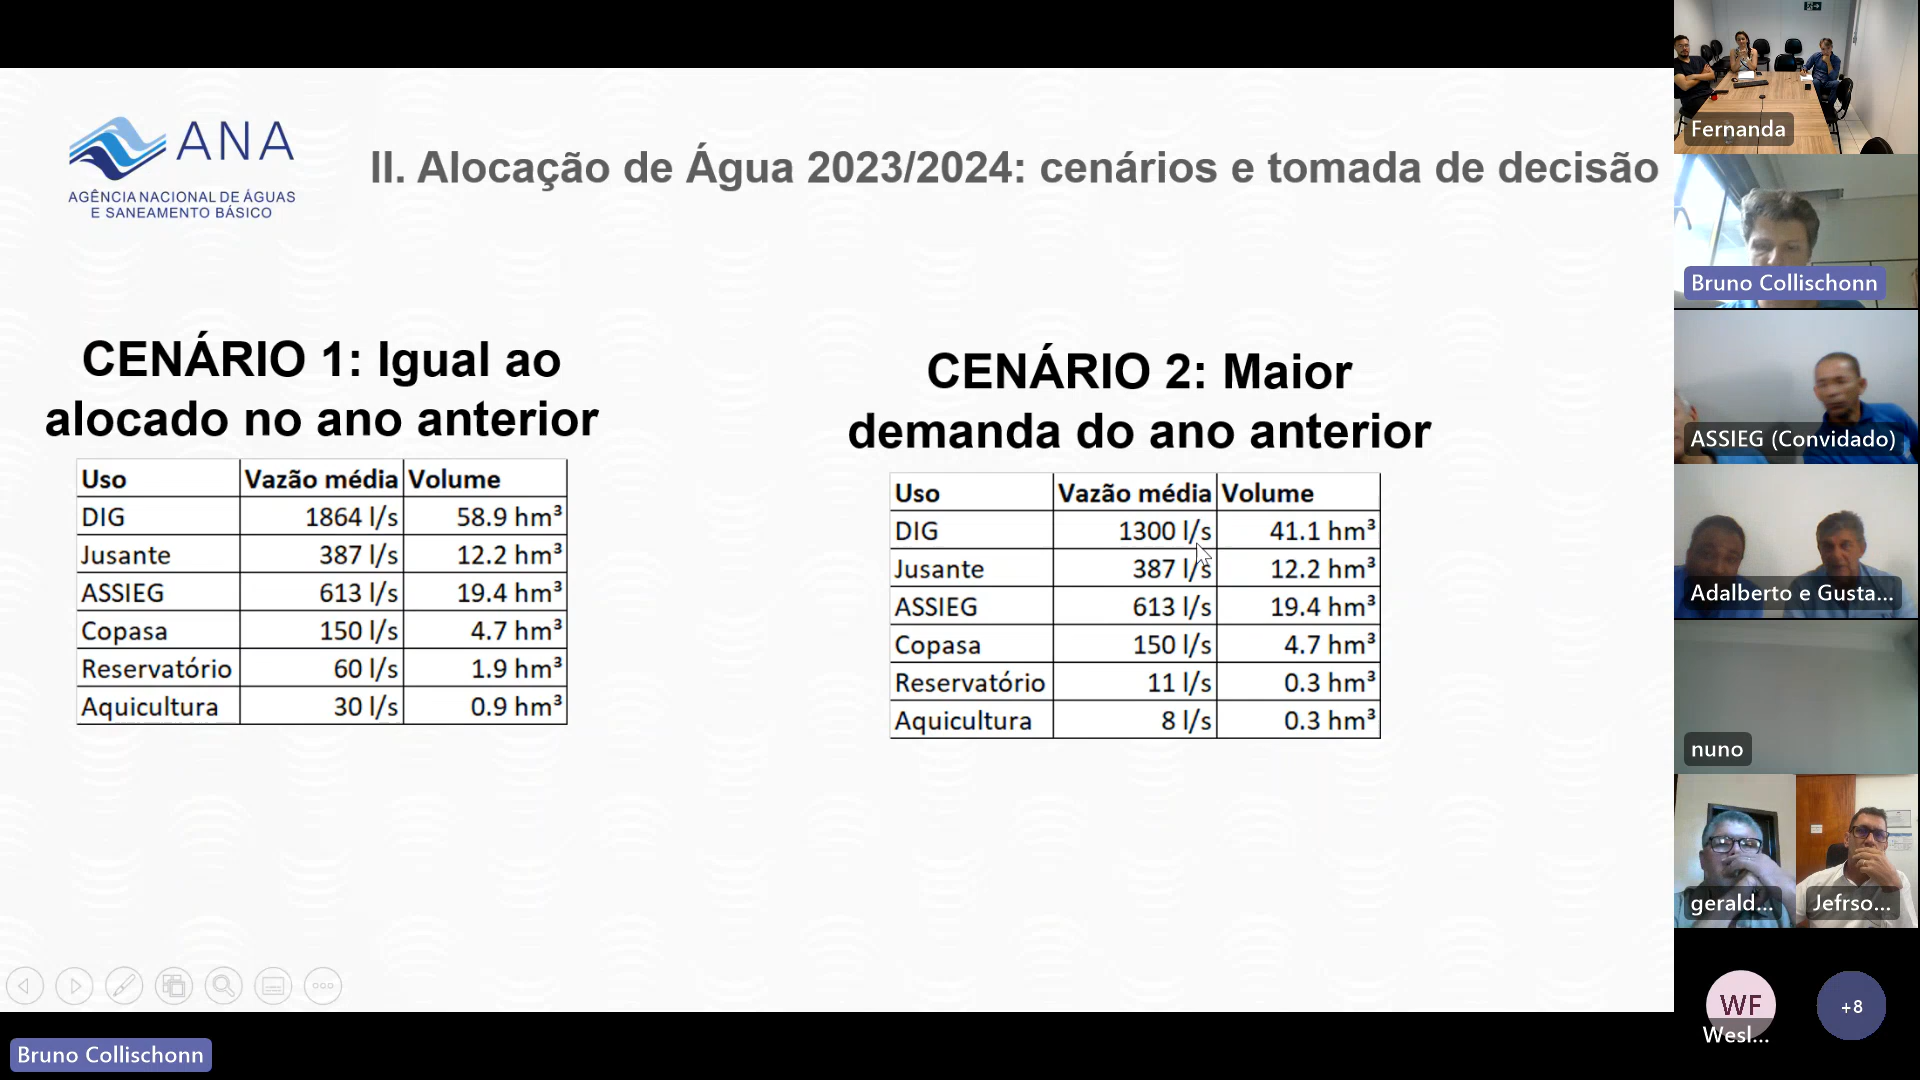 ANA
AGÊNCIA NACIONAL DE ÁGUAS
E SANEAMENTO BÁSICO
II. Alocação de Água 2023/2024: cenários e tomada de decisão
CENÁRIO 1: Igual ao
alocado no ano anterior
Uso Vazão média Volume
DIG 1864 l/s 58.9 hm³
Jusante 387 l/s 12.2 hm³
ASSIEG 613 l/s 19.4 hm³
Copasa 150 l/s 4.7 hm³
Reservatório 60 l/s 1.9 hm³
Aquicultura 30 l/s 0.9 hm³
CENÁRIO 2: Maior
demanda do ano anterior
Uso Vazão média Volume
DIG 1300 l/s 41.1 hm³
Jusante 387 l/s 12.2 hm³
ASSIEG 613 l/s 19.4 hm³
Copasa 150 l/s 4.7 hm³
Reservatório 11 l/s 0.3 hm³
Aquicultura 8 l/s 0.3 hm³
Bruno Collischonn
Fernanda
Bruno Collischonn
ASSIEG (Convidado)
Adalberto e Gusta...
nuno
gerald...
Jefrso...
WF
Wesl...
+8